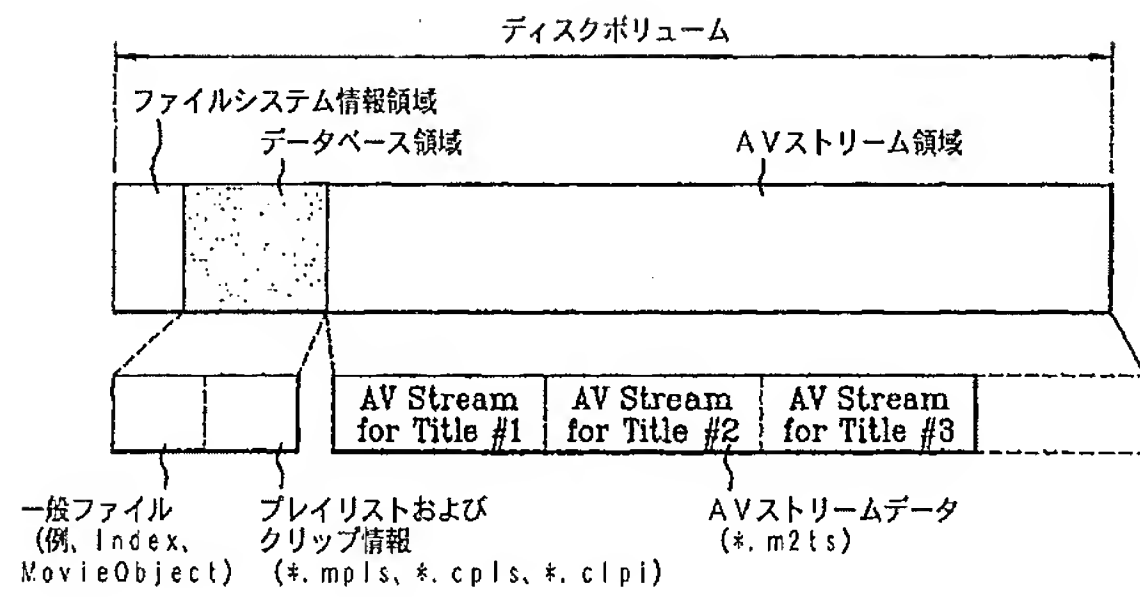 ディスクボリューム
ファイルシステム情報領域
データベース領域
AVストリーム領域
AV Stream
for Title #1
AV Stream
for Title #2
AV Stream
for Title #3
一般ファイル
(例、Index、
MovieObject)
プレイリストおよび
クリップ情報
(*.mpls、*.cpls、*.clpi)
AVストリームデータ
(*.m2ts)